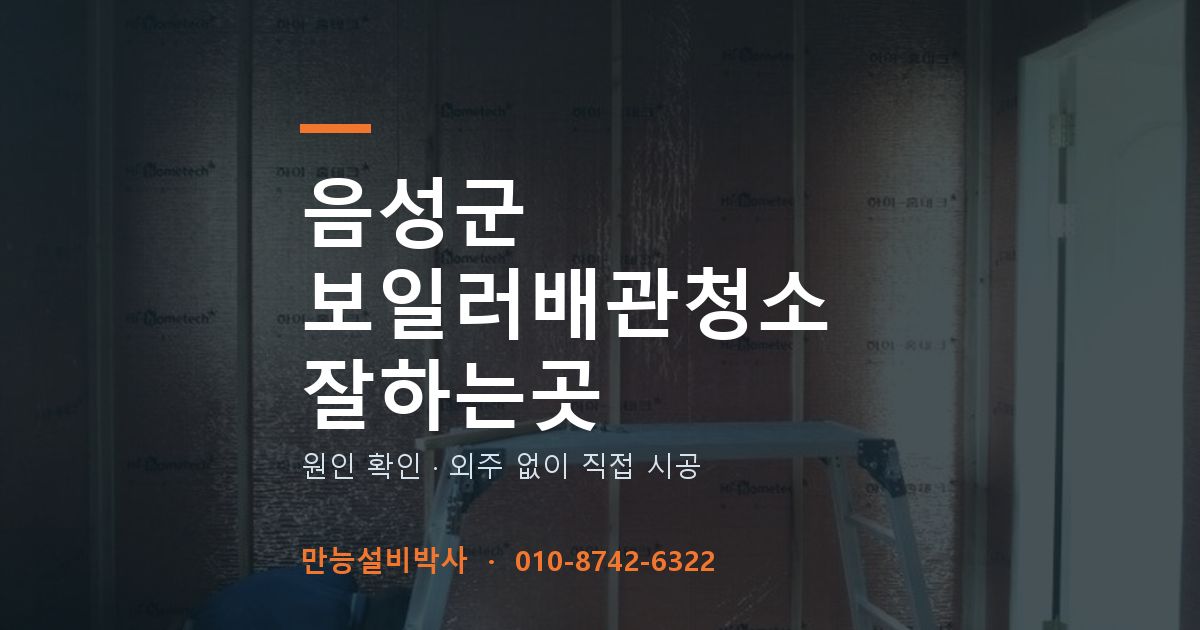 음성군
보일러배관청소
잘하는곳
원인 확인 · 외주 없이 직접 시공
만능설비박사 · 010-8742-6322